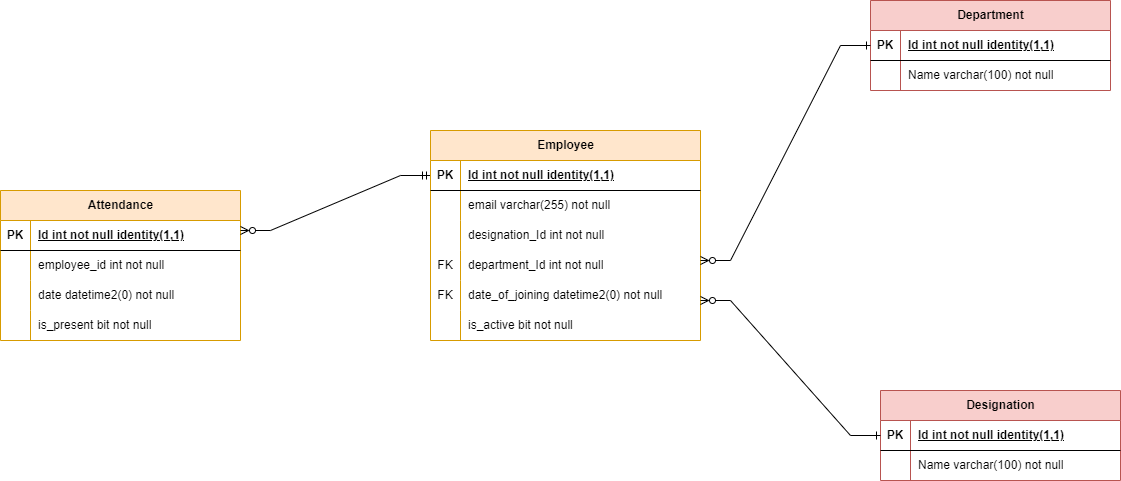 Department
PK Id int not null identity(1,1)
Name varchar(100) not null
Employee
PK Id int not null identity(1,1)
email varchar(255) not null
designation_Id int not null
FK department_Id int not null
FK date_of_joining datetime2(0) not null
is_active bit not null
Attendance
PK Id int not null identity(1,1)
employee_id int not null
date datetime2(0) not null
is_present bit not null
Designation
PK Id int not null identity(1,1)
Name varchar(100) not null